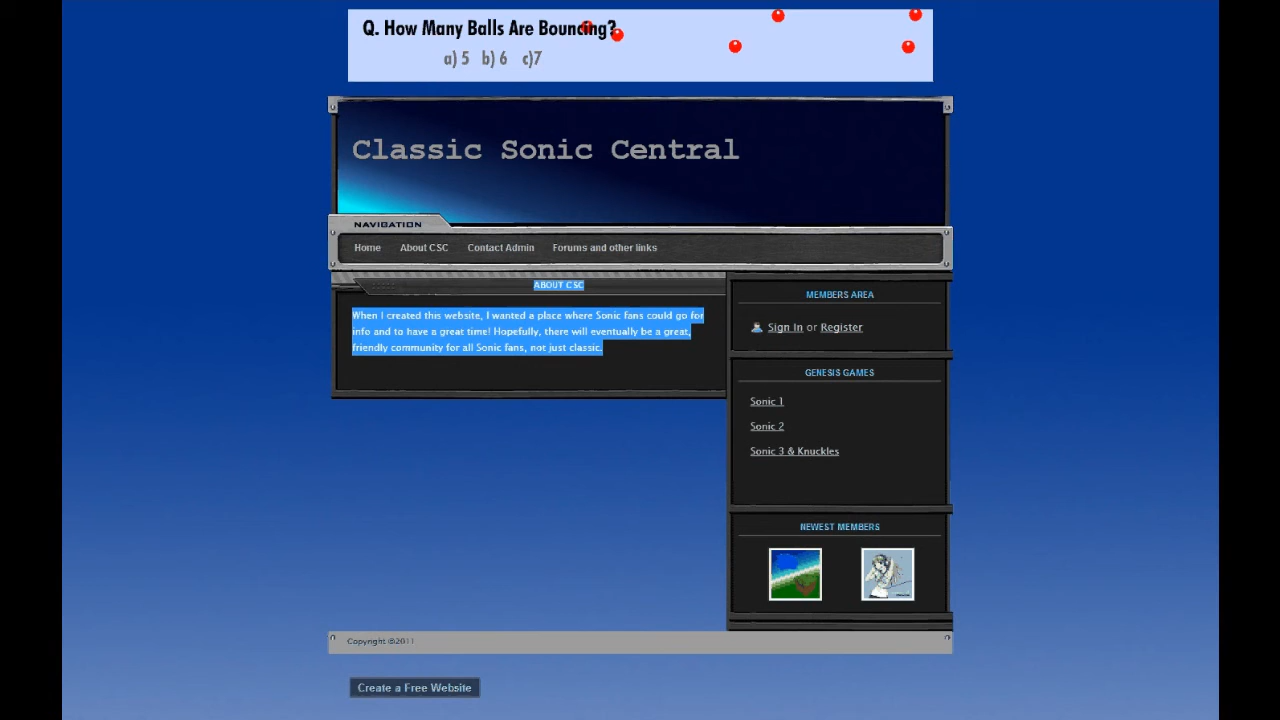 Q. How Many Balls Are Bouncing?
a) 5 b) 6 c)7
Classic Sonic Central
NAVIGATION
Home About CSC Contact Admin Forums and other links
ABOUT CSC
When I created this website, I wanted a place where Sonic fans could go for
info and to have a great time! Hopefully, there will eventually be a great,
friendly community for all Sonic fans, not just classic.
MEMBERS AREA
Sign In or Register
GENESIS GAMES
Sonic 1
Sonic 2
Sonic 3 & Knuckles
NEWEST MEMBERS
Copyright ©2011
Create a Free Website